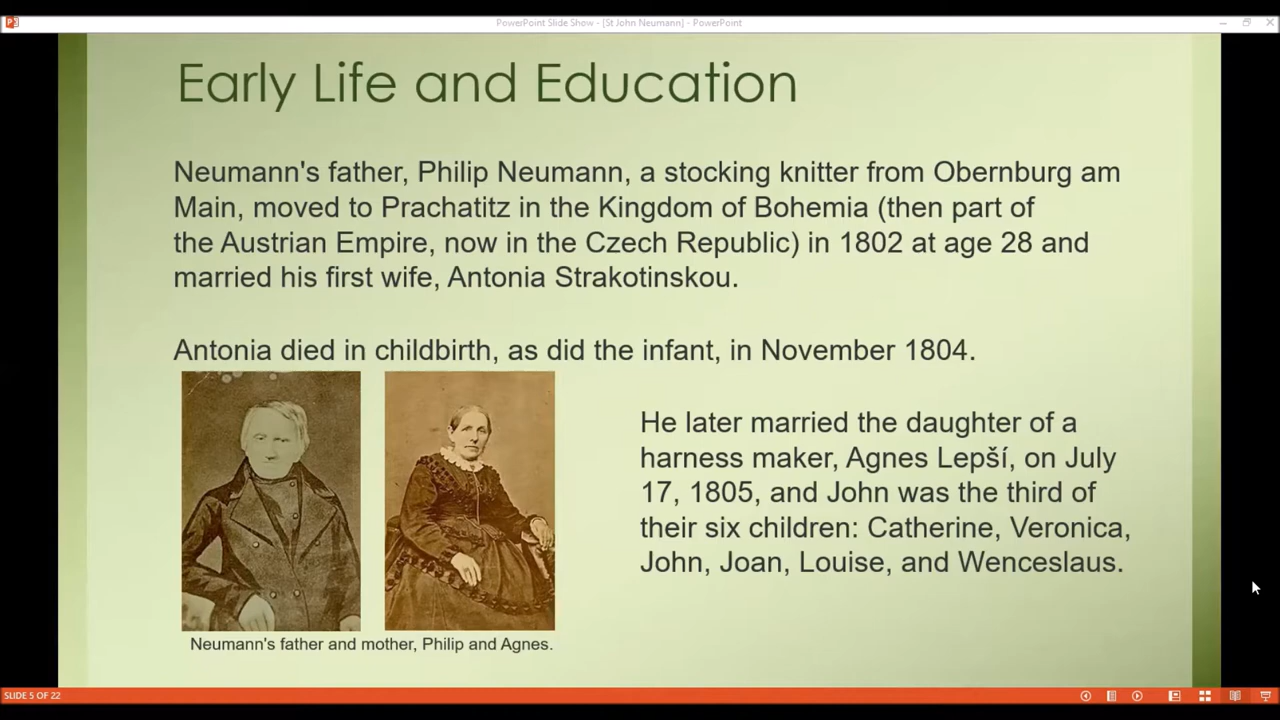 PowerPoint Slide Show - [St John Neumann] - PowerPoint
Early Life and Education
Neumann's father, Philip Neumann, a stocking knitter from Obernburg am
Main, moved to Prachatitz in the Kingdom of Bohemia (then part of
the Austrian Empire, now in the Czech Republic) in 1802 at age 28 and
married his first wife, Antonia Strakotinskou.
Antonia died in childbirth, as did the infant, in November 1804.
He later married the daughter of a
harness maker, Agnes Lepší, on July
17, 1805, and John was the third of
their six children: Catherine, Veronica,
John, Joan, Louise, and Wenceslaus.
Neumann's father and mother, Philip and Agnes.
SLIDE 5 OF 22